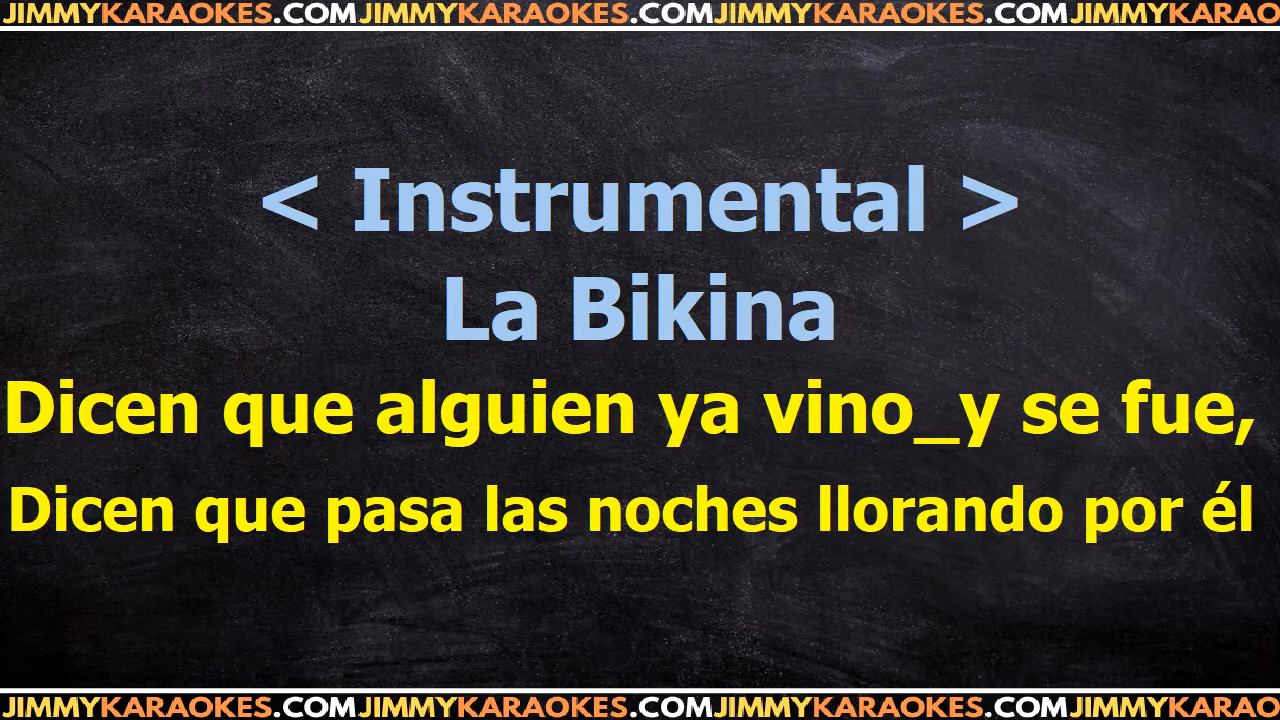 JIMMYKARAOKES.COMJIMMYKARAOKES.COMJIMMYKARAOKES.COMJIMMYKARAO
< Instrumental >
La Bikina
Dicen que alguien ya vino_y se fue,
Dicen que pasa las noches llorando por él
JIMMYKARAOKES.COMJIMMYKARAOKES.COMJIMMYKARAOKES.COMJIMMYKARAO